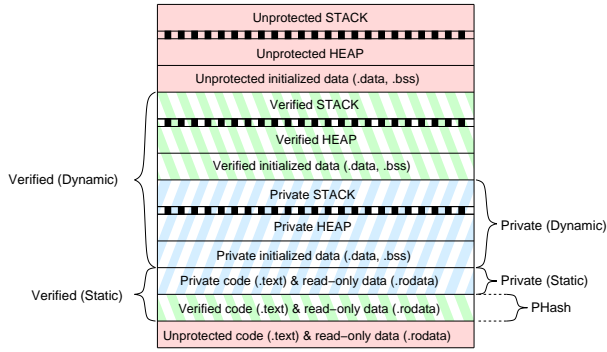 Unprotected STACK
Unprotected HEAP
Unprotected initialized data (.data, .bss)
Verified STACK
Verified HEAP
Verified initialized data (.data, .bss)
Private STACK
Private HEAP
Private initialized data (.data, .bss)
Private code (.text) & read−only data (.rodata)
Verified code (.text) & read−only data (.rodata)
Unprotected code (.text) & read−only data (.rodata)
Verified (Dynamic)
Verified (Static)
Private (Dynamic)
Private (Static)
PHash